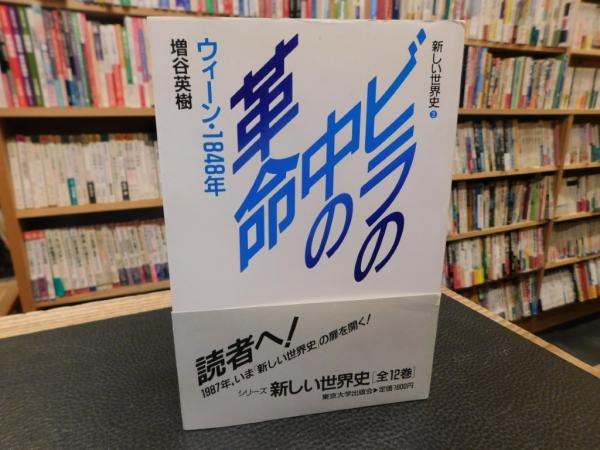 新しい世界史②
ビラの
中の
革命
ウィーン・1848年
増谷英樹
読者へ!
1987年、いま「新しい世界史」の扉を開く!
シリーズ 新しい世界史[全12巻]
東京大学出版会▶定価1800円